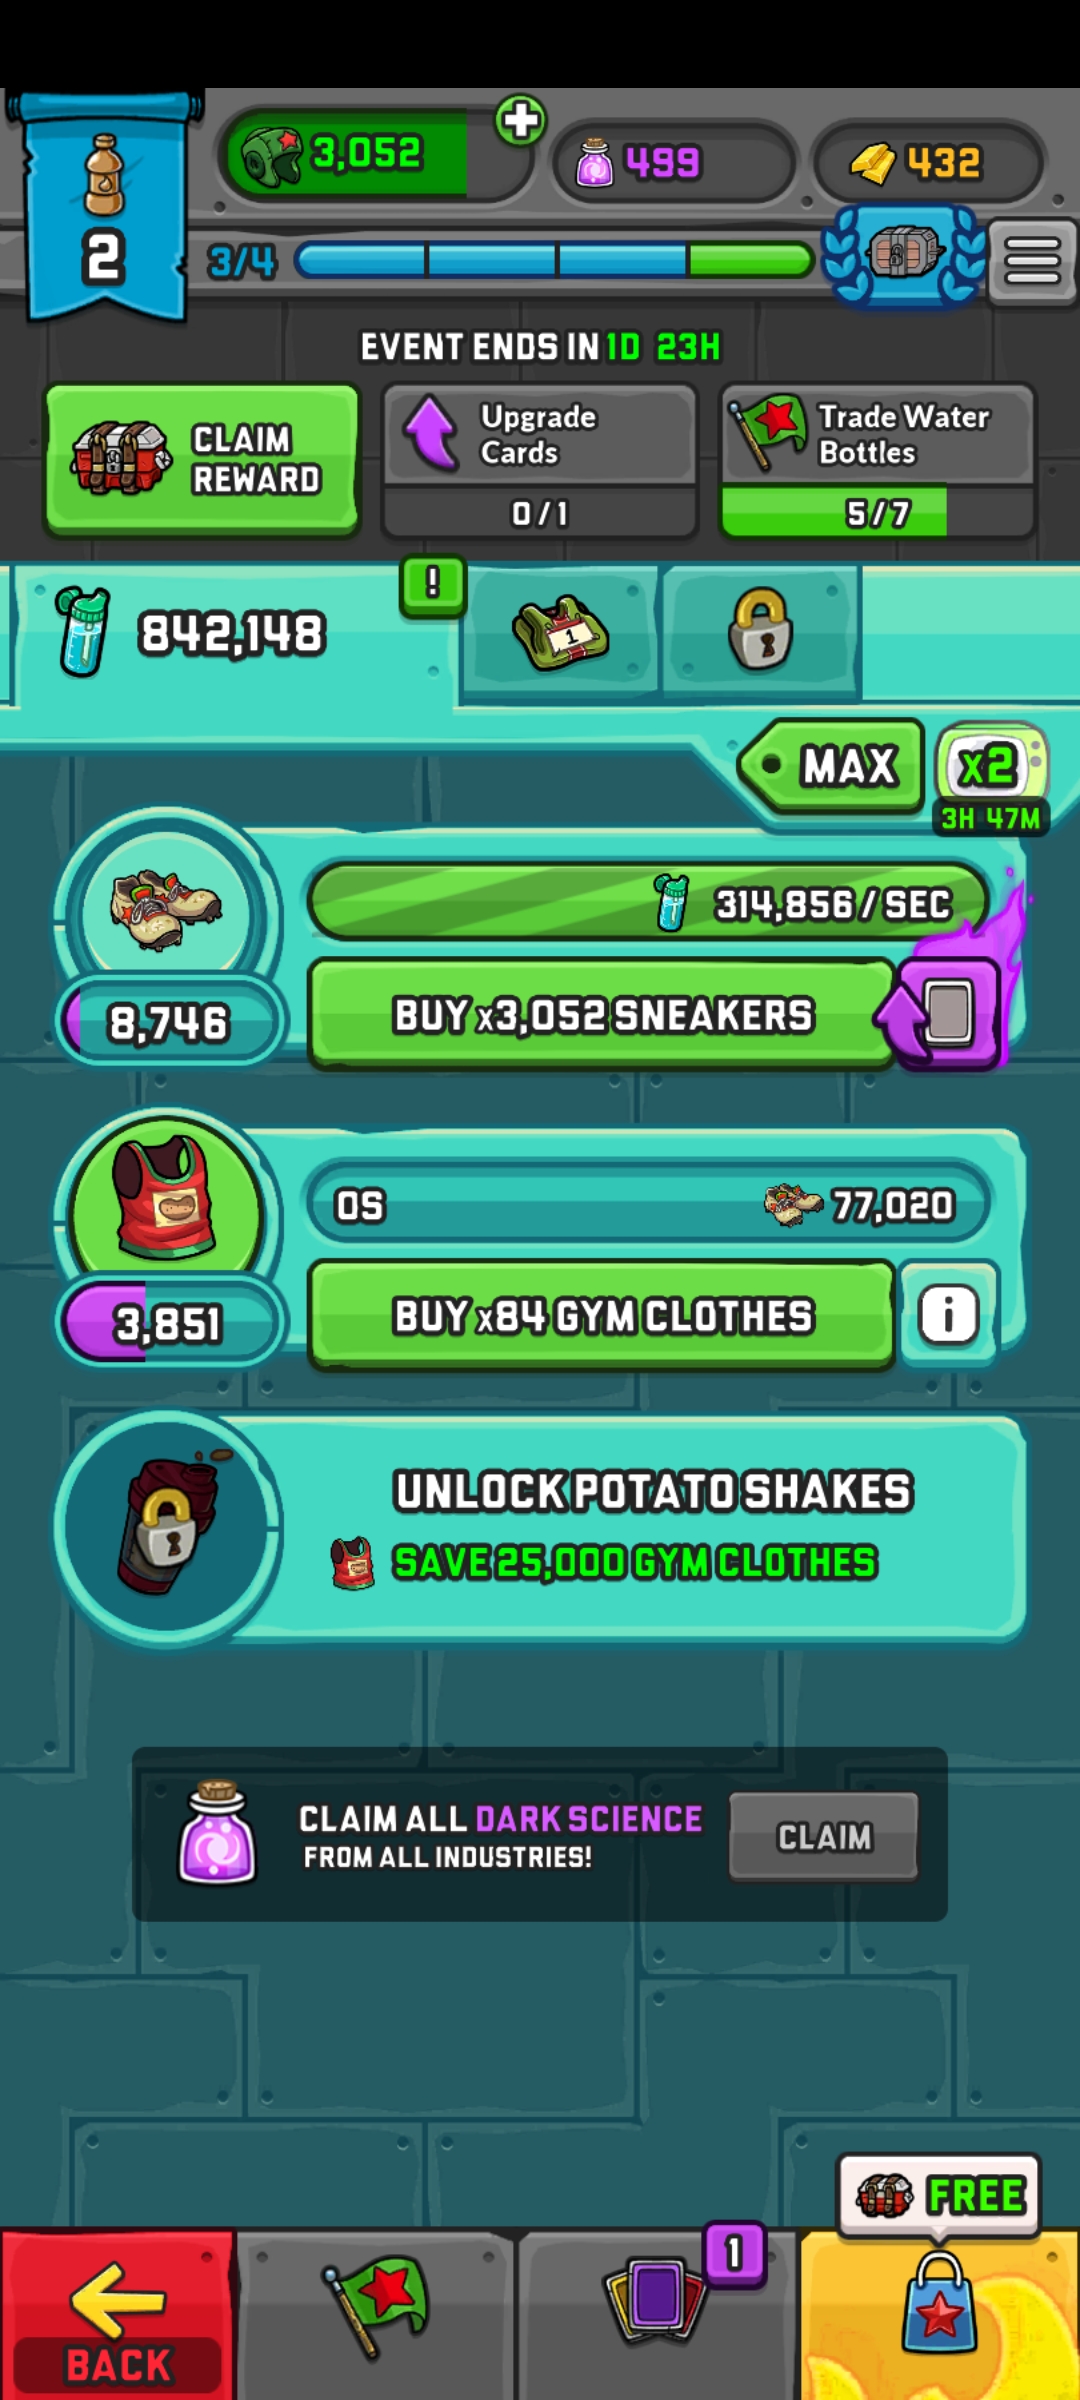 3,052
499
432
2
3/4
EVENT ENDS IN 1D 23H
CLAIM
REWARD
Upgrade
Cards
0/1
Trade Water
Bottles
5/7
842,148
!
1
MAX
x2
3H 47M
314,856/SEC
8,746
BUY x3,052 SNEAKERS
0S
77,020
3,851
BUY x84 GYM CLOTHES
i
UNLOCK POTATO SHAKES
SAVE 25,000 GYM CLOTHES
CLAIM ALL DARK SCIENCE
FROM ALL INDUSTRIES!
CLAIM
FREE
1
BACK